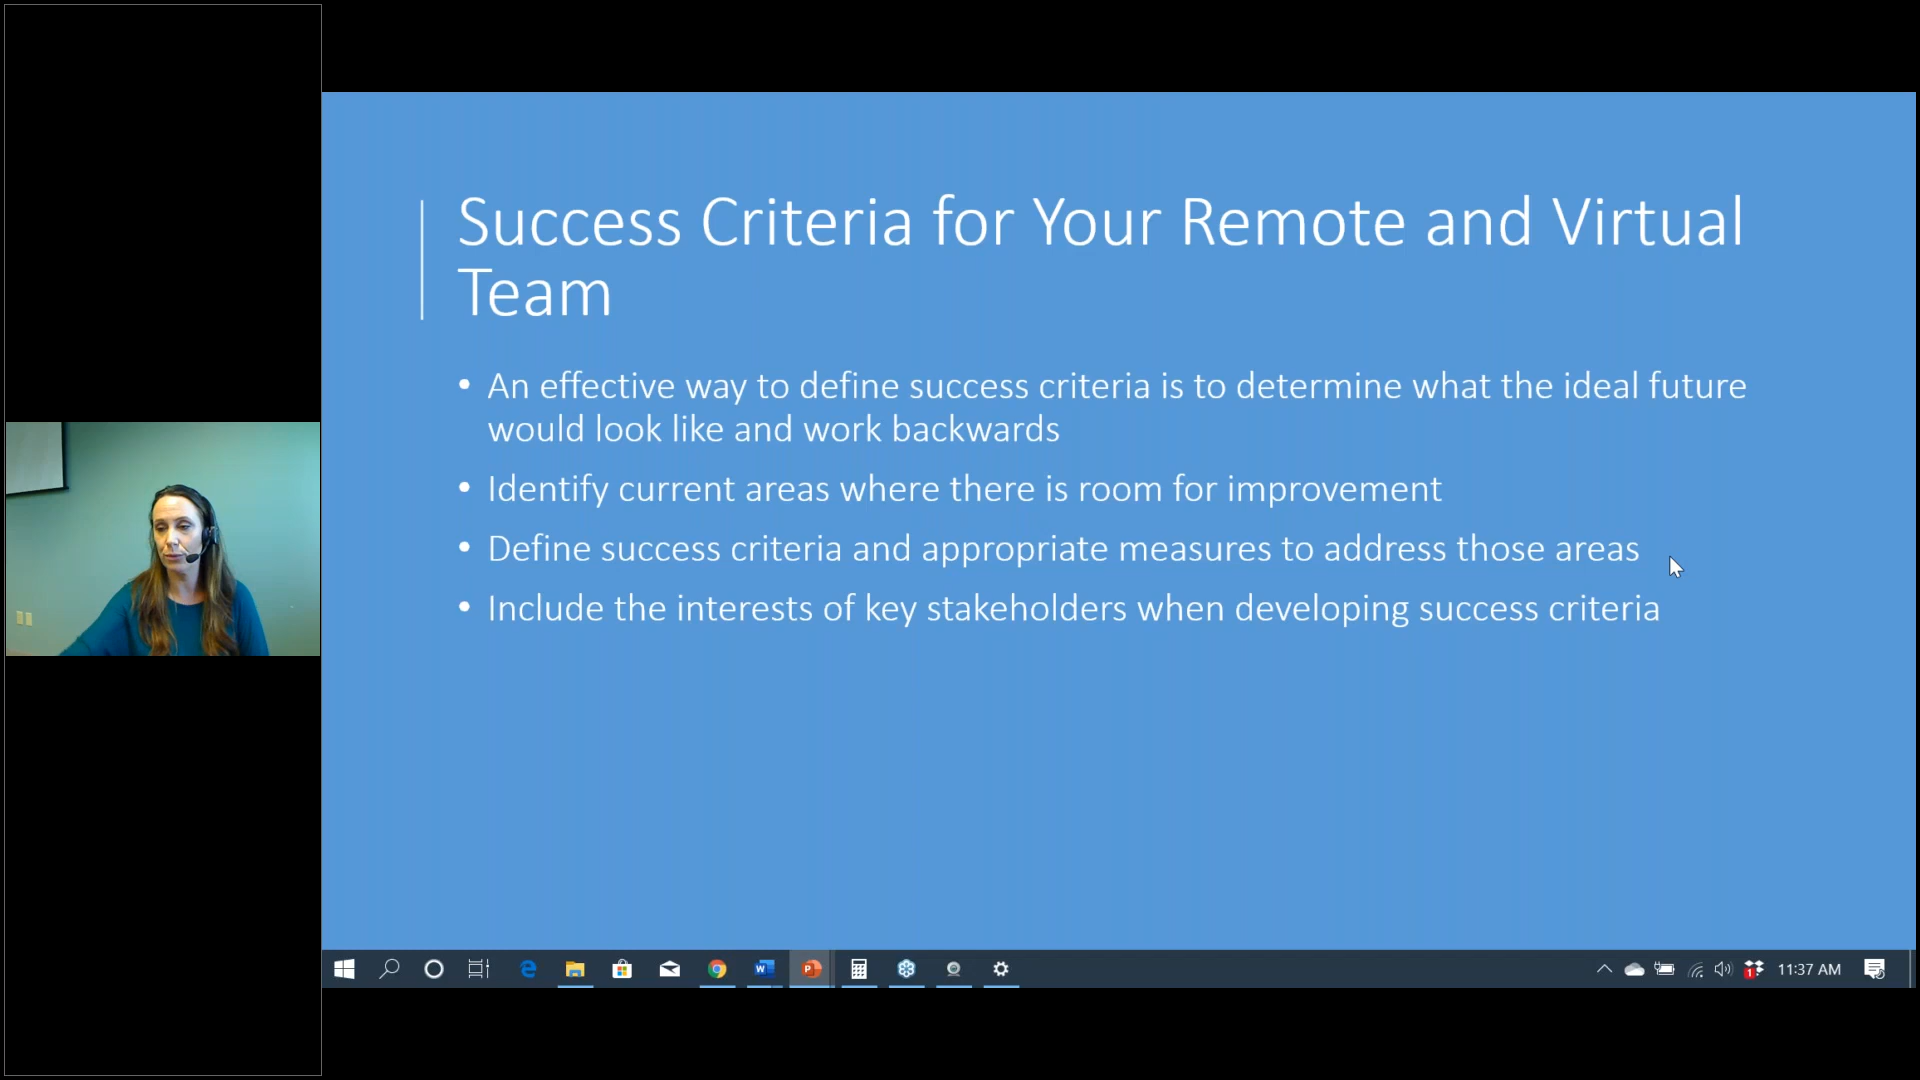 Success Criteria for Your Remote and Virtual
Team
• An effective way to define success criteria is to determine what the ideal future
would look like and work backwards
• Identify current areas where there is room for improvement
• Define success criteria and appropriate measures to address those areas
• Include the interests of key stakeholders when developing success criteria
11:37 AM